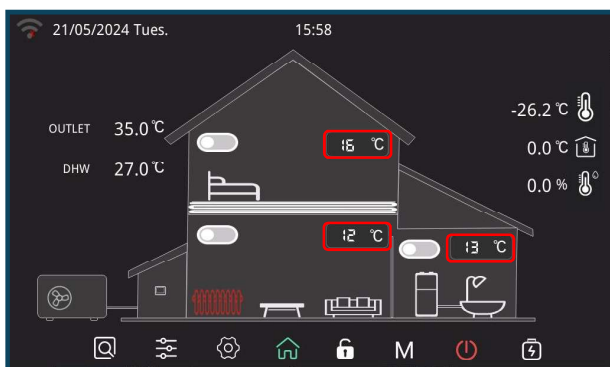 21/05/2024 Tues. 15:58
-26.2 ℃
OUTLET 35.0 ℃
16 ℃
0.0 ℃
DHW 27.0 ℃
0.0 %
12 ℃
13 ℃
M